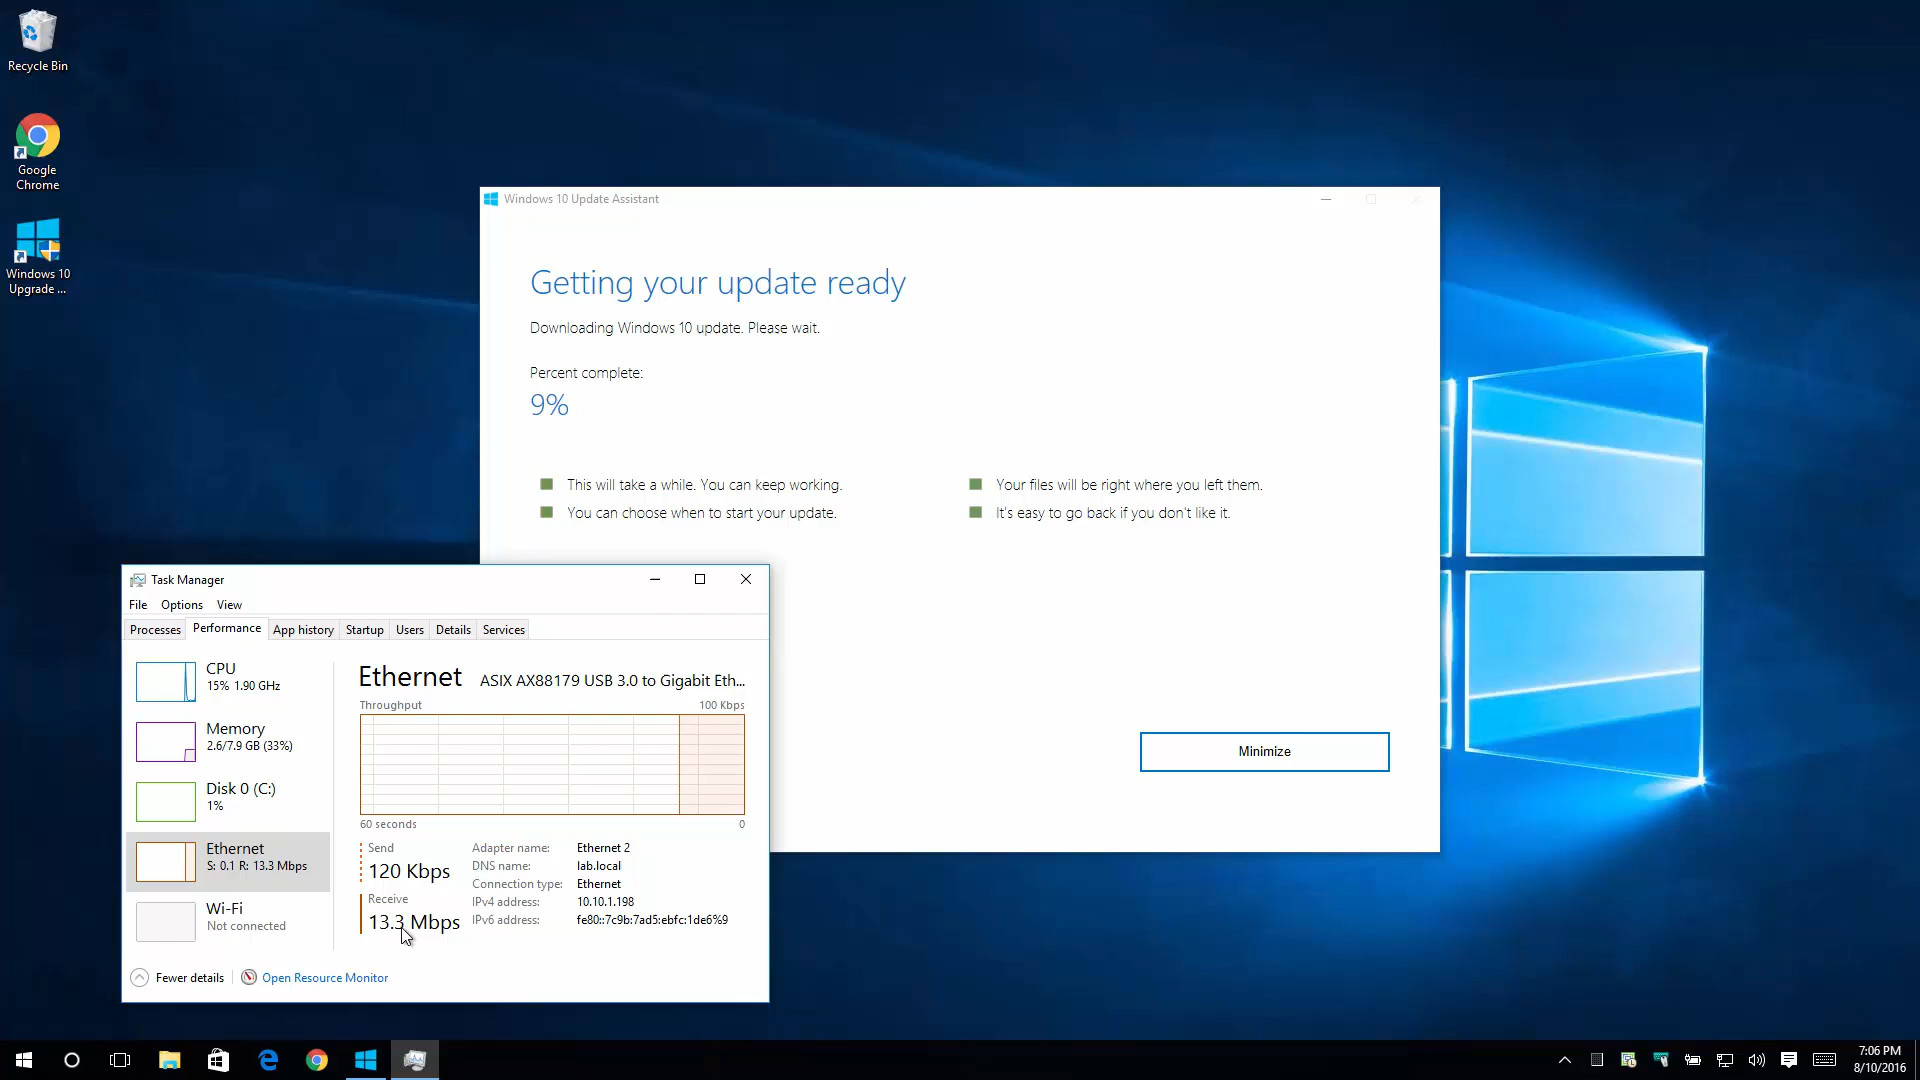 Recycle Bin
Google
Chrome
Windows 10
Upgrade ...
Windows 10 Update Assistant
Getting your update ready
Downloading Windows 10 update. Please wait.
Percent complete:
9%
This will take a while. You can keep working.
You can choose when to start your update.
Your files will be right where you left them.
It's easy to go back if you don't like it.
Minimize
Task Manager
File Options View
Processes Performance App history Startup Users Details Services
CPU
15% 1.90 GHz
Memory
2.6/7.9 GB (33%)
Disk 0 (C:)
1%
Ethernet
S: 0.1 R: 13.3 Mbps
Wi-Fi
Not connected
Ethernet ASIX AX88179 USB 3.0 to Gigabit Eth...
Throughput 100 Kbps
60 seconds 0
Send
120 Kbps
Receive
13.3 Mbps
Adapter name: Ethernet 2
DNS name: lab.local
Connection type: Ethernet
IPv4 address: 10.10.1.198
IPv6 address: fe80::7c9b:7ad5:ebfc:1de6%9
Fewer details Open Resource Monitor
7:06 PM
8/10/2016